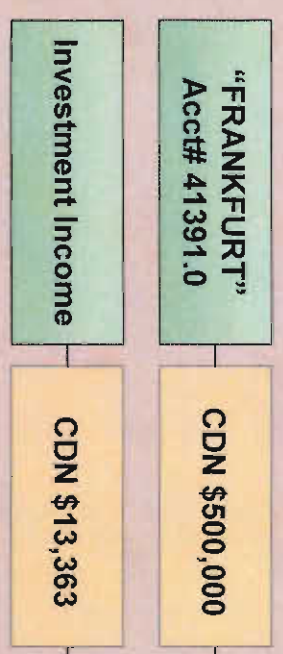 "FRANKFURT"
Acct# 41391.0
CDN $500,000
Investment Income
CDN $13,363